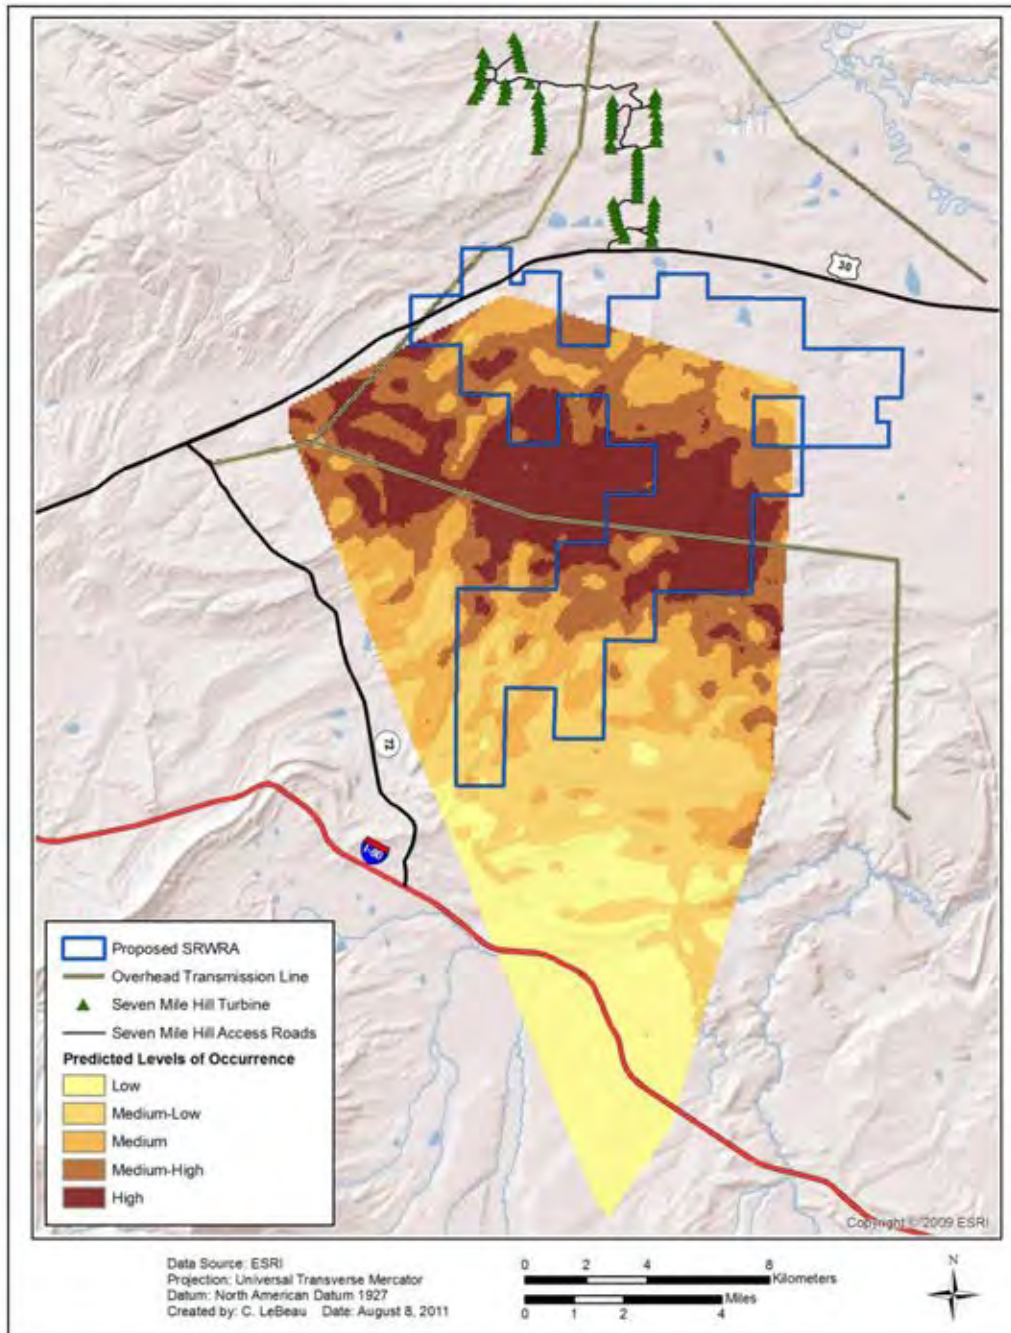 30
72
I-80
Proposed SRWRA
Overhead Transmission Line
Seven Mile Hill Turbine
Seven Mile Hill Access Roads
Predicted Levels of Occurrence
Low
Medium-Low
Medium
Medium-High
High
Copyright © 2009 ESRI
Data Source: ESRI
Projection: Universal Transverse Mercator
Datum: North American Datum 1927
Created by: C. LeBeau Date: August 8, 2011
0 2 4 8
Kilometers
Miles
0 1 2 4
N